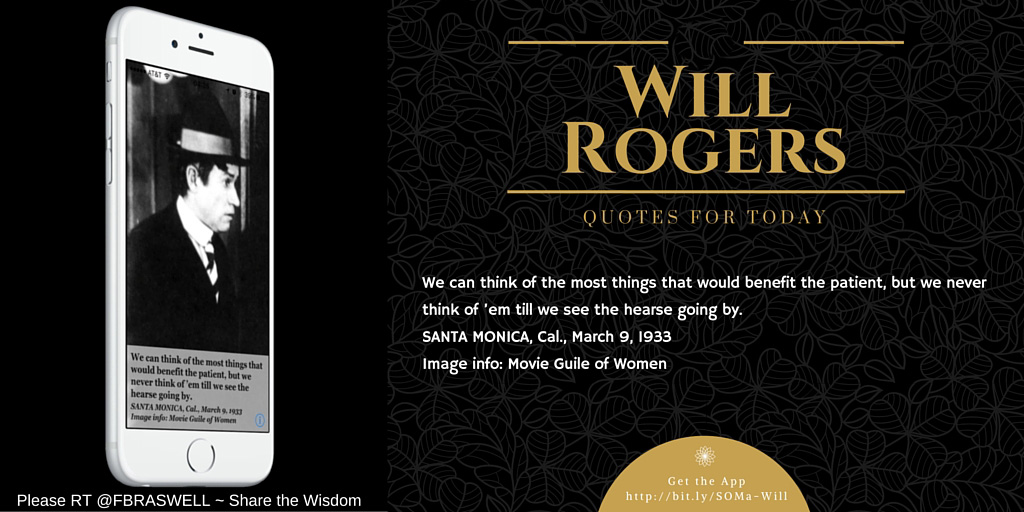 AT&T
We can think of the most things that
would benefit the patient, but we
never think of 'em till we see the
hearse going by.
SANTA MONICA, Cal., March 9, 1933
Image info: Movie Guile of Women
Please RT @FBRASWELL ~ Share the Wisdom
WILL
ROGERS
QUOTES FOR TODAY
We can think of the most things that would benefit the patient, but we never
think of 'em till we see the hearse going by.
SANTA MONICA, Cal., March 9, 1933
Image info: Movie Guile of Women
Get the App
http://bit.ly/SOMa-Will